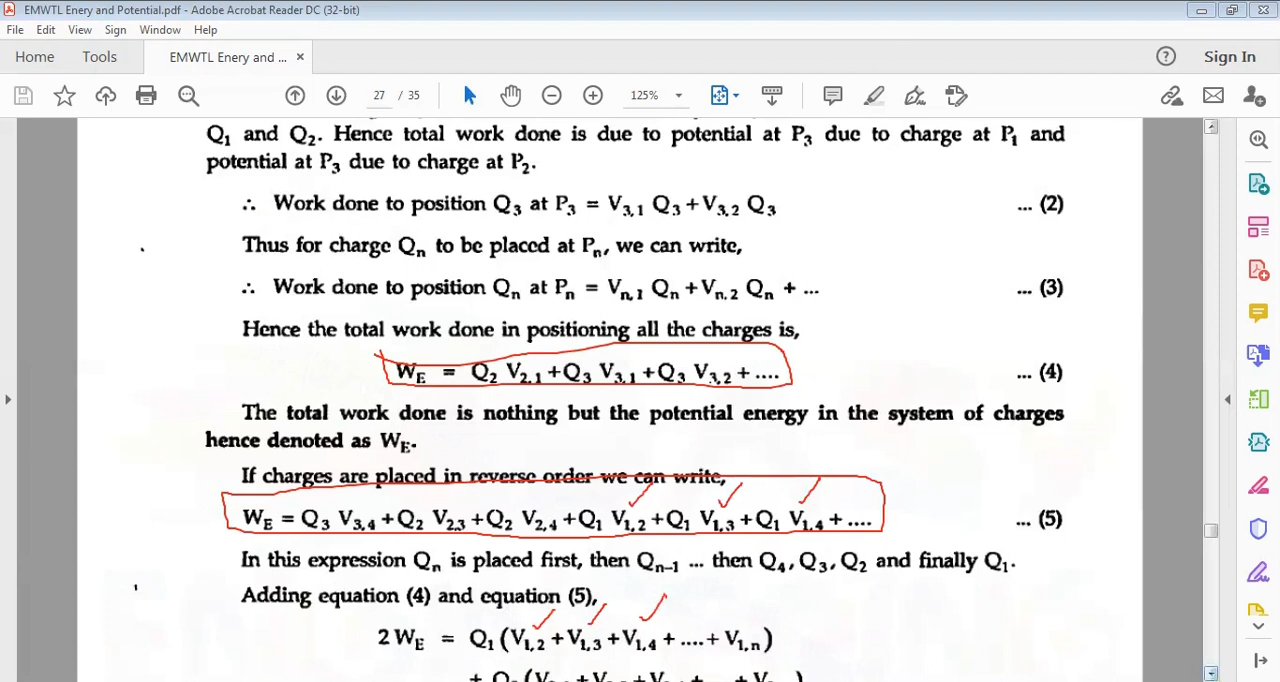 EMWTL Enery and Potential.pdf - Adobe Acrobat Reader DC (32-bit)
File Edit View Sign Window Help
Home Tools EMWTL Enery and ... × Sign In
27 / 35 125%
Q₁ and Q₂. Hence total work done is due to potential at P₃ due to charge at P₁ and
potential at P₃ due to charge at P₂.
∴ Work done to position Q₃ at P₃ = V₃,₁ Q₃ + V₃,₂ Q₃ ... (2)
Thus for charge Qₙ to be placed at Pₙ, we can write,
∴ Work done to position Qₙ at Pₙ = Vₙ,₁ Qₙ + Vₙ,₂ Qₙ + ... ... (3)
Hence the total work done in positioning all the charges is,
W_E = Q₂ V₂,₁ + Q₃ V₃,₁ + Q₃ V₃,₂ + .... ... (4)
The total work done is nothing but the potential energy in the system of charges
hence denoted as W_E.
If charges are placed in reverse order we can write,
W_E = Q₃ V₃,₄ + Q₂ V₂,₃ + Q₂ V₂,₄ + Q₁ V₁,₂ + Q₁ V₁,₃ + Q₁ V₁,₄ + .... ... (5)
In this expression Qₙ is placed first, then Qₙ₋₁ ... then Q₄, Q₃, Q₂ and finally Q₁.
Adding equation (4) and equation (5),
2 W_E = Q₁ (V₁,₂ + V₁,₃ + V₁,₄ + .... + V₁,ₙ)